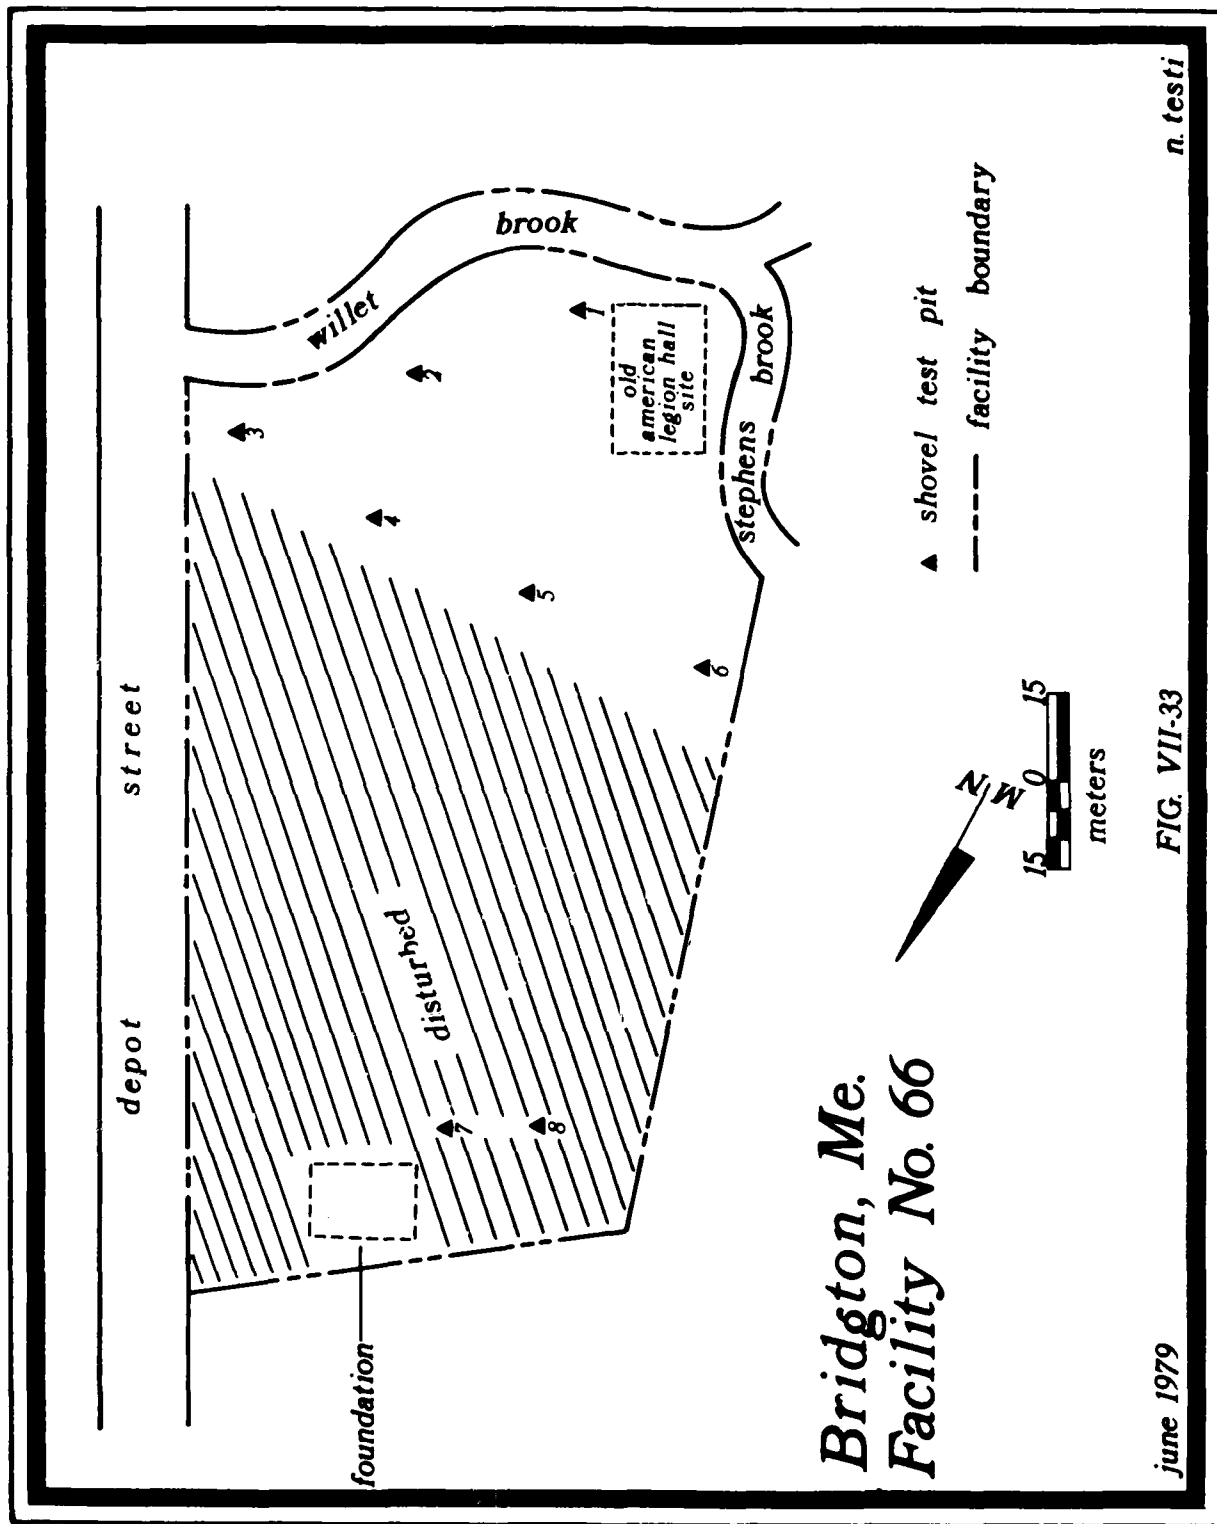 depot street
foundation
disturbed
willet
brook
1
2
3
4
5
6
7
8
old
american
legion hall
site
stephens brook
Bridgton, Me.
Facility No. 66
shovel test pit
facility boundary
N
M
15 0 15
meters
june 1979
FIG. VII-33
n. testi